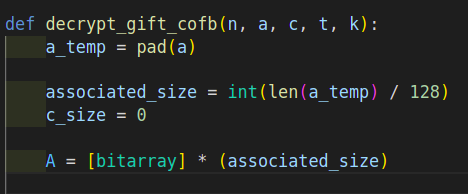 def decrypt_gift_cofb(n, a, c, t, k):
    a_temp = pad(a)
    associated_size = int(len(a_temp) / 128)
    c_size = 0
    A = [bitarray] * (associated_size)